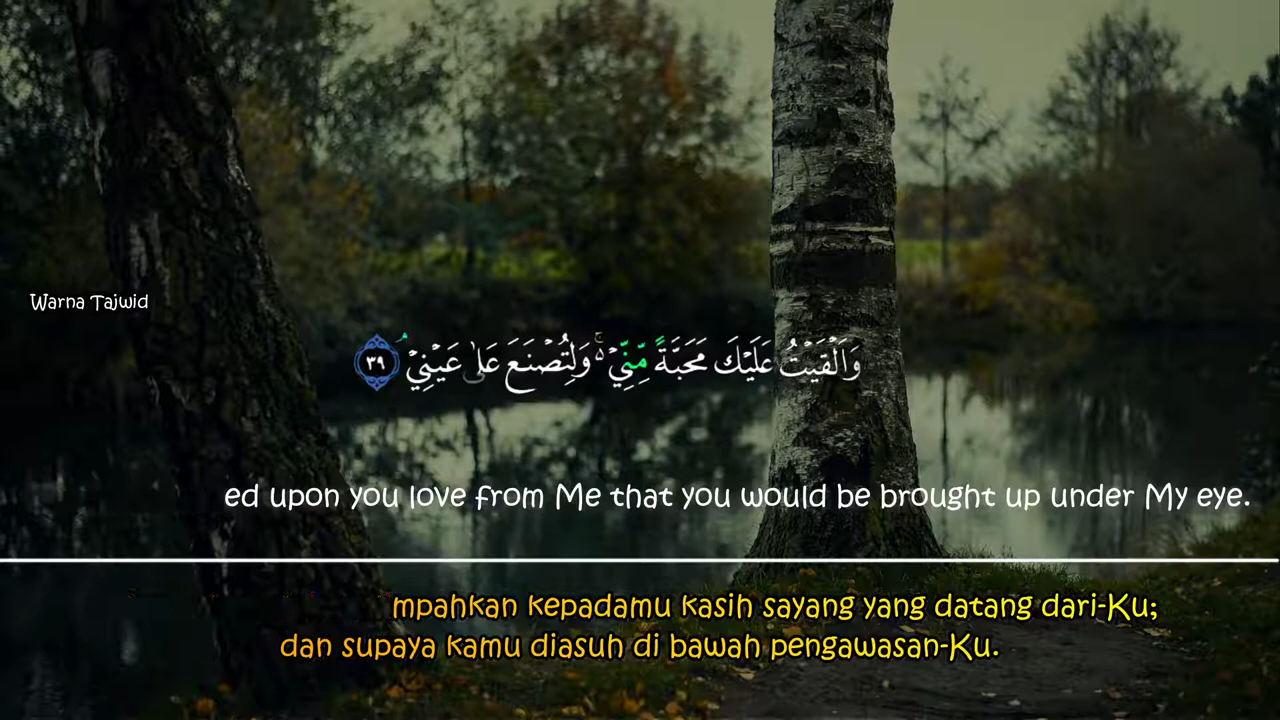 Warna Tajwid
وَاَلْقَيْتُ عَلَيْكَ مَحَبَّةً مِّنِّيْ ەۚ وَلِتُصْنَعَ عَلٰى عَيْنِيْ ۘ ٣٩
ed upon you love from Me that you would be brought up under My eye.
mpahkan kepadamu kasih sayang yang datang dari-Ku;
dan supaya kamu diasuh di bawah pengawasan-Ku.